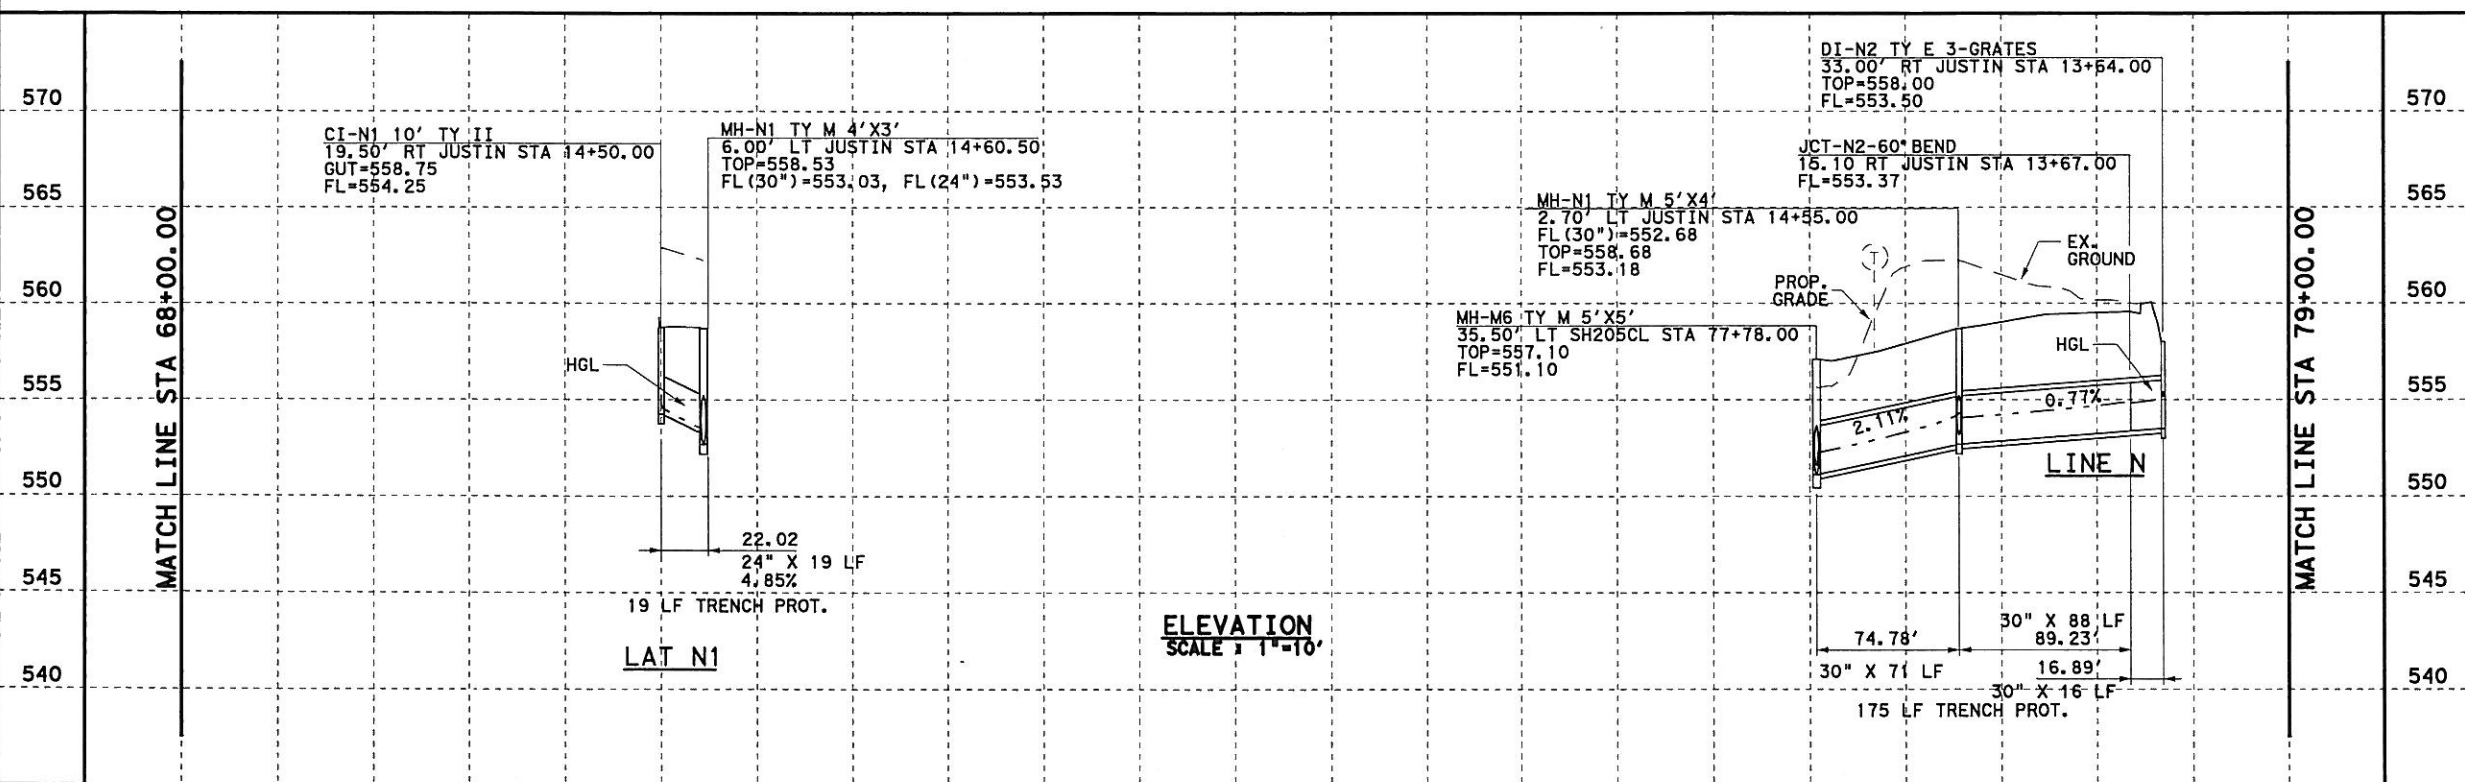 570
565
560
555
550
545
540
MATCH LINE STA 68+00.00
CI-N1 10' TY II
19.50' RT JUSTIN STA 14+50.00
GUT=558.75
FL=554.25
MH-N1 TY M 4'X3'
6.00' LT JUSTIN STA 14+60.50
TOP=558.53
FL(30")=553.03, FL(24")=553.53
HGL
22.02
24" X 19 LF
4.85%
19 LF TRENCH PROT.
LAT N1
ELEVATION
SCALE : 1"=10'
DI-N2 TY E 3-GRATES
33.00' RT JUSTIN STA 13+64.00
TOP=558.00
FL=553.50
JCT-N2-60°BEND
15.10 RT JUSTIN STA 13+67.00
FL=553.37
MH-N1 TY M 5'X4'
2.70' LT JUSTIN STA 14+55.00
FL(30")=552.68
TOP=558.68
FL=553.18
MH-M6 TY M 5'X5'
35.50' LT SH205CL STA 77+78.00
TOP=557.10
FL=551.10
PROP.
GRADE
T
EX.
GROUND
HGL
2.11%
0.77%
LINE N
30" X 88 LF
74.78'
89.23'
30" X 71 LF
16.89'
30" X 16 LF
175 LF TRENCH PROT.
MATCH LINE STA 79+00.00
570
565
560
555
550
545
540